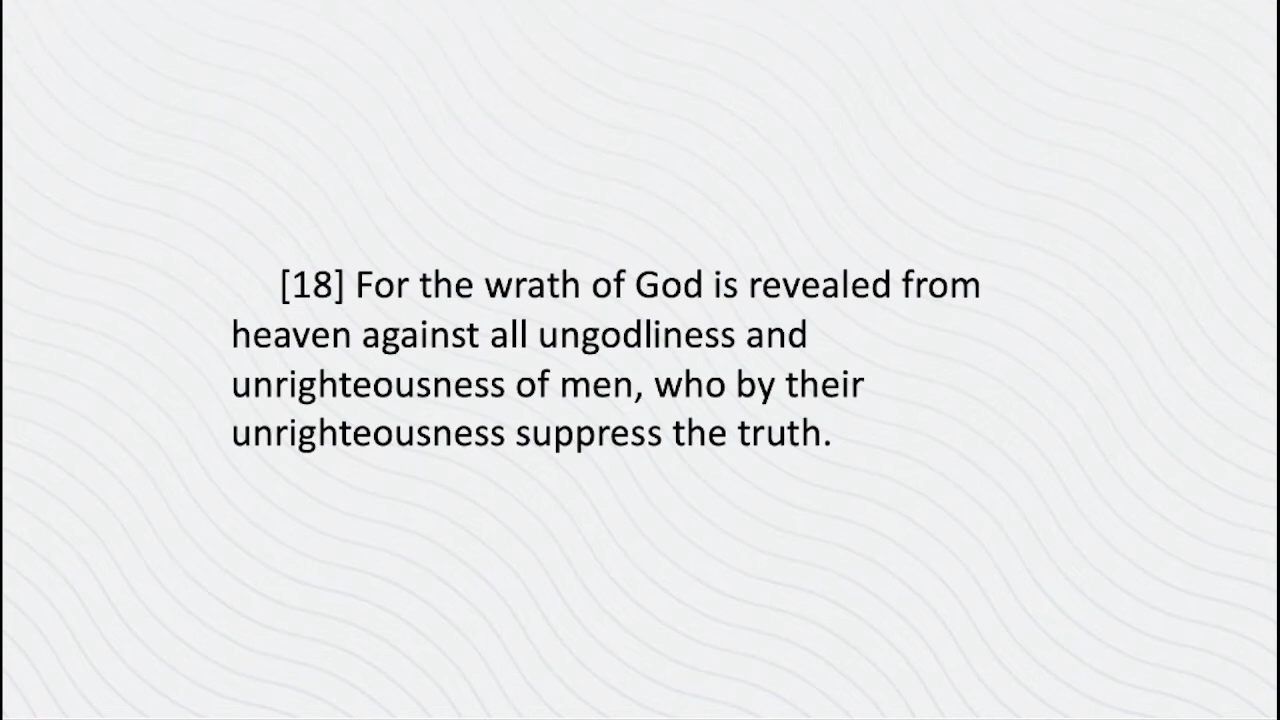 [18] For the wrath of God is revealed from
heaven against all ungodliness and
unrighteousness of men, who by their
unrighteousness suppress the truth.